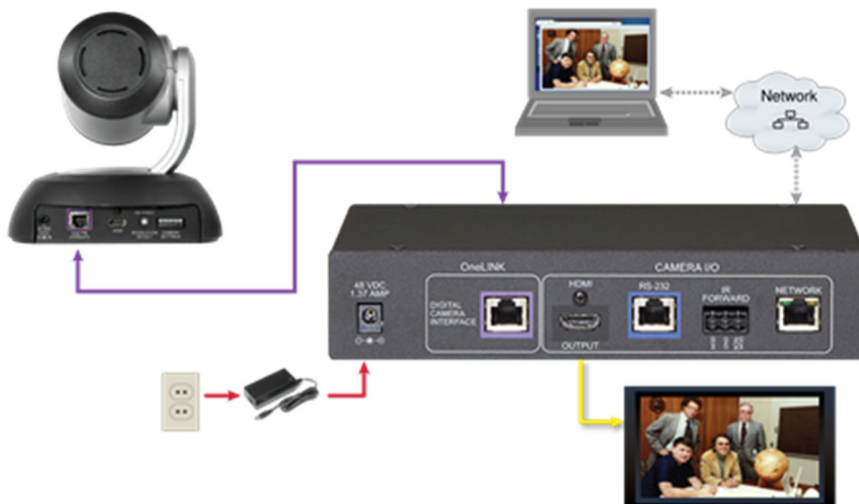 Network
OneLINK
CAMERA I/O
48 VDC
1.37 AMP
HDMI
RS-232
IR
FORWARD
NETWORK
DIGITAL
CAMERA
INTERFACE
OUTPUT